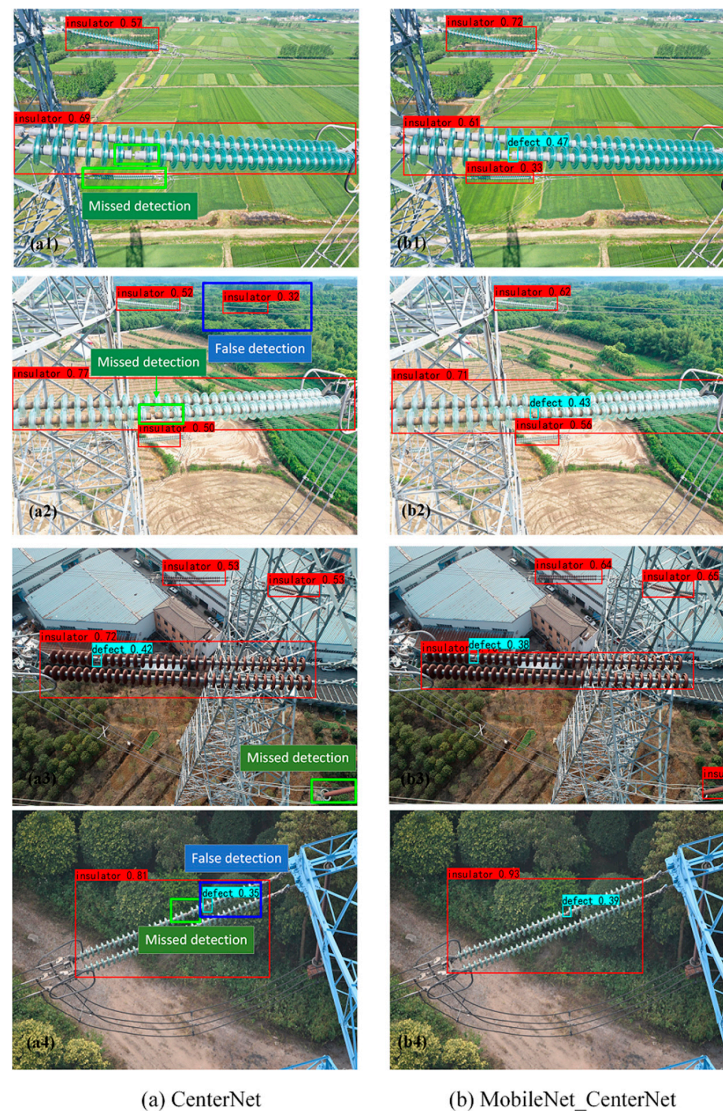 insulator 0.57
insulator 0.69
Missed detection
(a1)
insulator 0.72
insulator 0.61
defect 0.47
insulator 0.33
(b1)
insulator 0.52
insulator 0.32
False detection
Missed detection
insulator 0.77
insulator 0.50
(a2)
insulator 0.62
insulator 0.71
defect 0.43
insulator 0.56
(b2)
insulator 0.53
insulator 0.53
insulator 0.72
defect 0.42
Missed detection
(a3)
insulator 0.64
insulator 0.65
insulator
defect 0.38
(b3)
insu
False detection
insulator 0.81
defect 0.35
Missed detection
(a4)
insulator 0.93
defect 0.39
(b4)
(a) CenterNet
(b) MobileNet_CenterNet